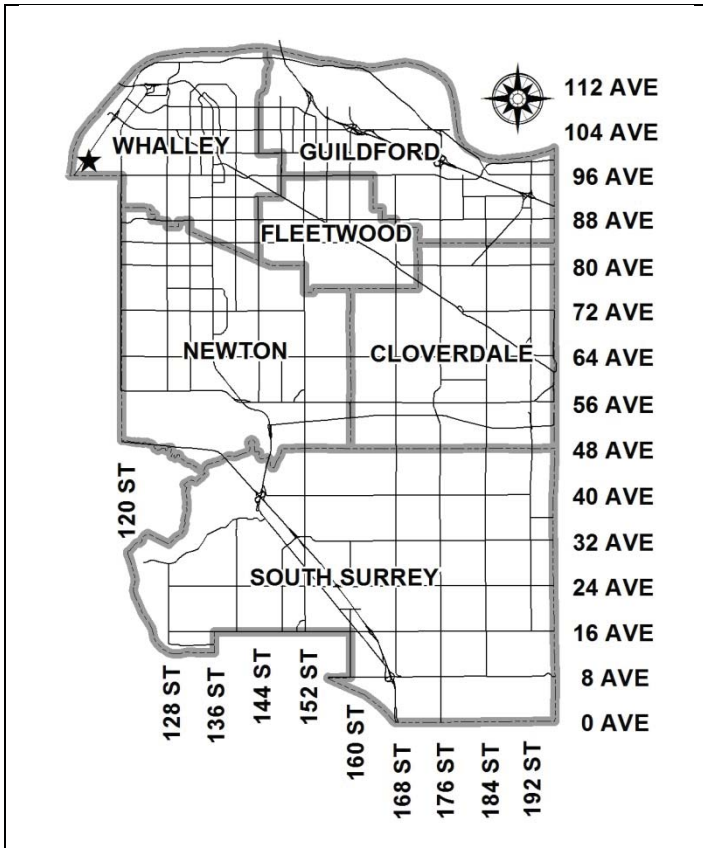 112 AVE
104 AVE
WHALLEY
GUILDFORD
96 AVE
88 AVE
FLEETWOOD
80 AVE
72 AVE
NEWTON
CLOVERDALE
64 AVE
56 AVE
48 AVE
120 ST
40 AVE
32 AVE
SOUTH SURREY
24 AVE
16 AVE
128 ST
136 ST
144 ST
152 ST
160 ST
8 AVE
0 AVE
168 ST
176 ST
184 ST
192 ST